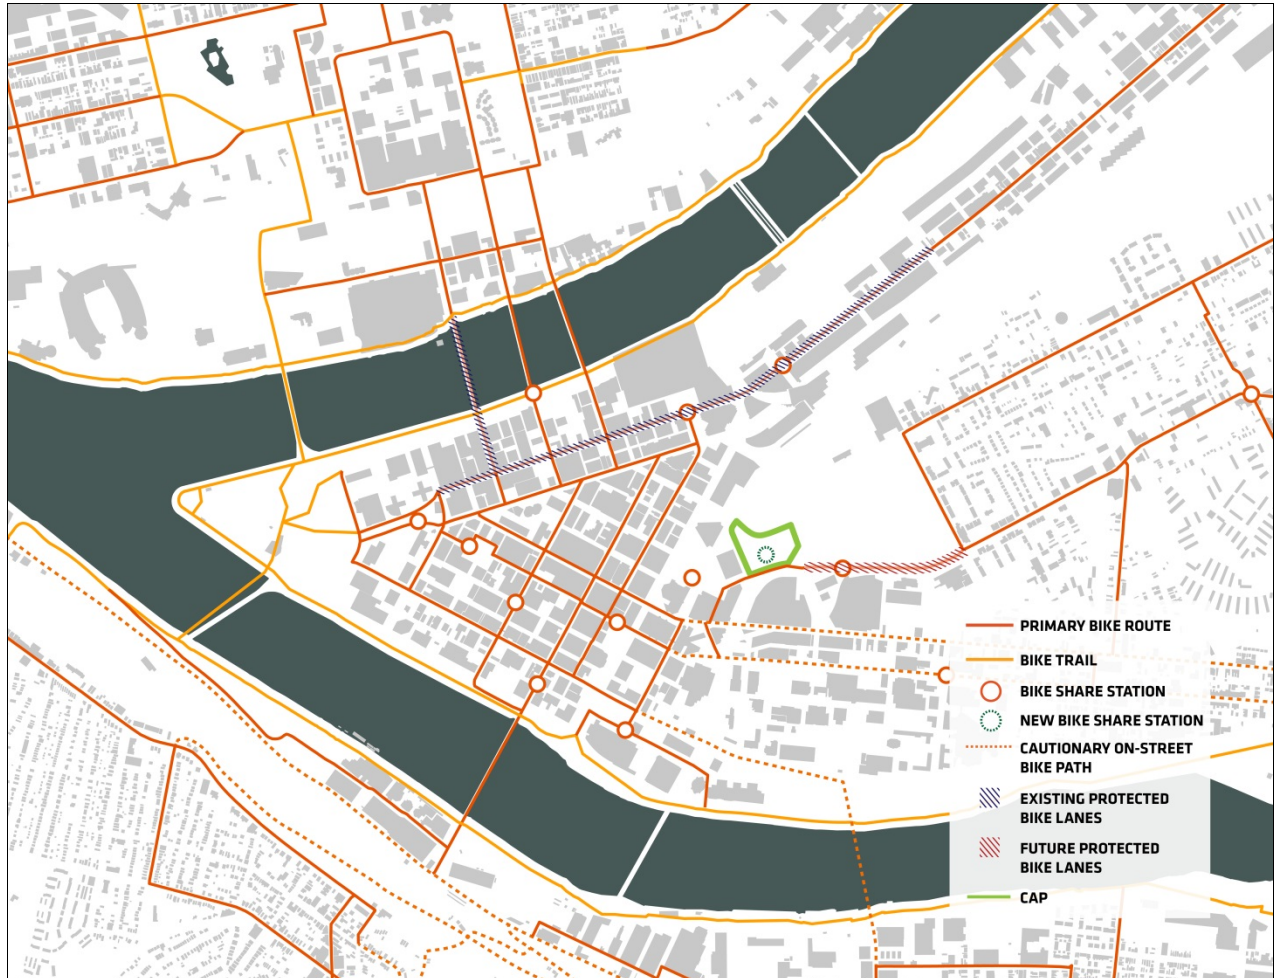 PRIMARY BIKE ROUTE
BIKE TRAIL
BIKE SHARE STATION
NEW BIKE SHARE STATION
CAUTIONARY ON-STREET
BIKE PATH
EXISTING PROTECTED
BIKE LANES
FUTURE PROTECTED
BIKE LANES
CAP